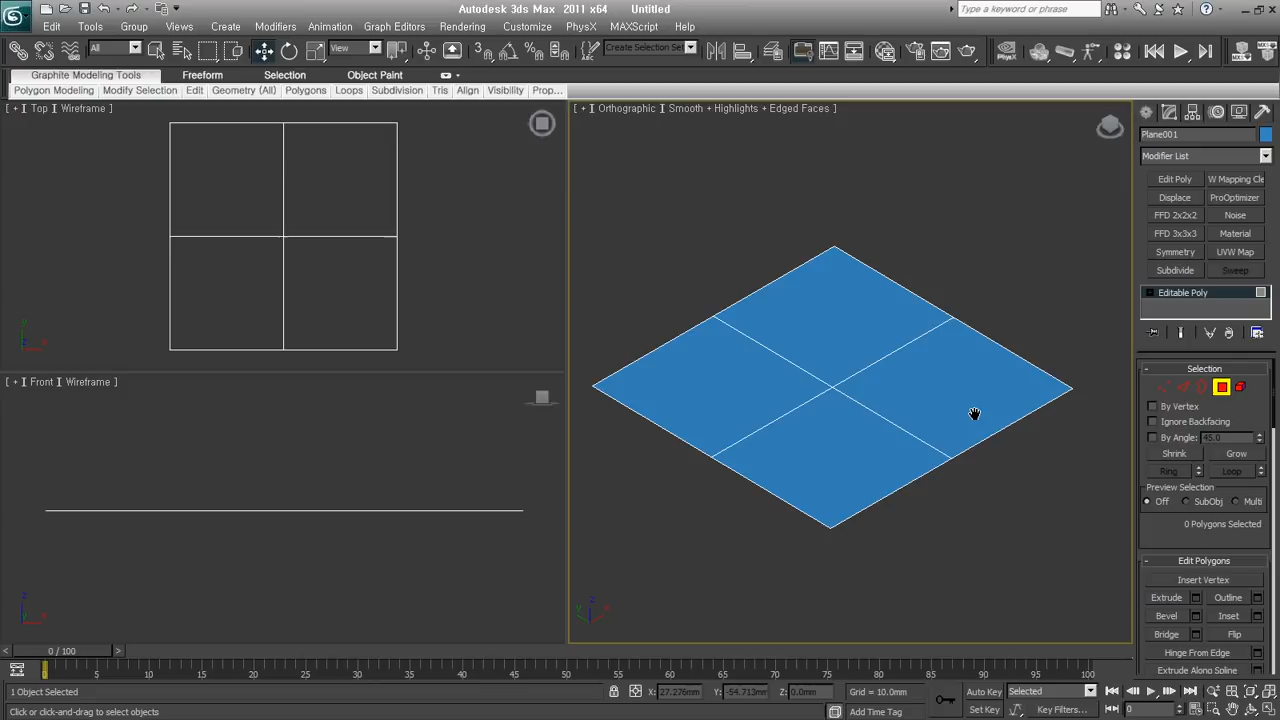 Autodesk 3ds Max 2011 x64 Untitled
Type a keyword or phrase
Edit Tools Group Views Create Modifiers Animation Graph Editors Rendering Customize PhysX MAXScript Help
All View Create Selection Set PhysX
Graphite Modeling Tools Freeform Selection Object Paint
Polygon Modeling Modify Selection Edit Geometry (All) Polygons Loops Subdivision Tris Align Visibility Prop...
[ + ] Top ] Wireframe ]
[ + ] Orthographic ] Smooth + Highlights + Edged Faces ]
[ + ] Front ] Wireframe ]
y x
z x
z y x
Plane001
Modifier List
Edit Poly W Mapping Cle
Displace ProOptimizer
FFD 2x2x2 Noise
FFD 3x3x3 Material
Symmetry UVW Map
Subdivide Sweep
Editable Poly
- Selection
By Vertex
Ignore Backfacing
By Angle: 45.0
Shrink Grow
Ring Loop
Preview Selection
Off SubObj Multi
0 Polygons Selected
- Edit Polygons
Insert Vertex
Extrude Outline
Bevel Inset
Bridge Flip
Hinge From Edge
Extrude Along Spline
< 0 / 100 >
0 5 10 15 20 25 30 35 40 45 50 55 60 65 70 75 80 85 90 95 100
1 Object Selected X: 27.276mm Y: -54.713mm Z: 0.0mm Grid = 10.0mm Auto Key Selected
Click or click-and-drag to select objects Add Time Tag Set Key Key Filters... 0